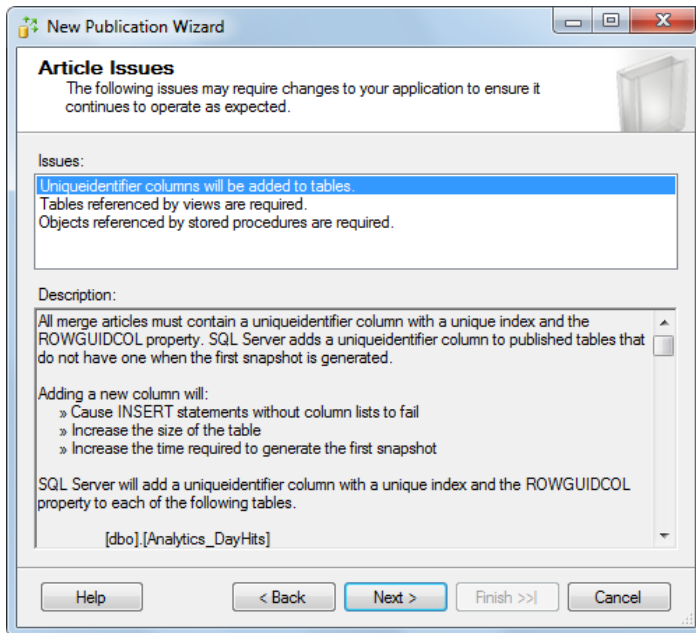 New Publication Wizard
Article Issues
The following issues may require changes to your application to ensure it
continues to operate as expected.
Issues:
Uniqueidentifier columns will be added to tables.
Tables referenced by views are required.
Objects referenced by stored procedures are required.
Description:
All merge articles must contain a uniqueidentifier column with a unique index and the
ROWGUIDCOL property. SQL Server adds a uniqueidentifier column to published tables that
do not have one when the first snapshot is generated.
Adding a new column will:
» Cause INSERT statements without column lists to fail
» Increase the size of the table
» Increase the time required to generate the first snapshot
SQL Server will add a uniqueidentifier column with a unique index and the ROWGUIDCOL
property to each of the following tables.
[dbo].[Analytics_DayHits]
Help
< Back
Next >
Finish >>|
Cancel